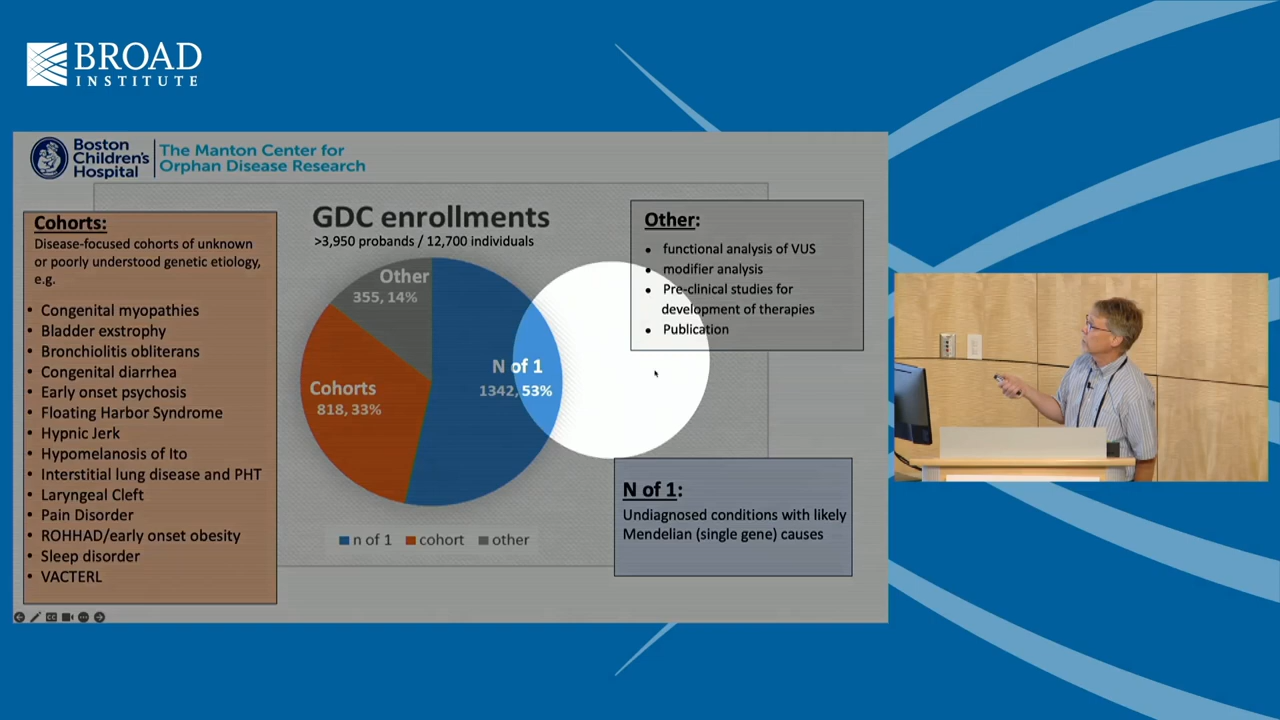 BROAD
INSTITUTE
Boston
Children's
Hospital
The Manton Center for
Orphan Disease Research
Cohorts:
Disease-focused cohorts of unknown
or poorly understood genetic etiology,
e.g.
• Congenital myopathies
• Bladder exstrophy
• Bronchiolitis obliterans
• Congenital diarrhea
• Early onset psychosis
• Floating Harbor Syndrome
• Hypnic Jerk
• Hypomelanosis of Ito
• Interstitial lung disease and PHT
• Laryngeal Cleft
• Pain Disorder
• ROHHAD/early onset obesity
• Sleep disorder
• VACTERL
GDC enrollments
>3,950 probands / 12,700 individuals
Other
355, 14%
Cohorts
818, 33%
N of 1
1342, 53%
n of 1
cohort
other
Other:
• functional analysis of VUS
• modifier analysis
• Pre-clinical studies for
development of therapies
• Publication
N of 1:
Undiagnosed conditions with likely
Mendelian (single gene) causes